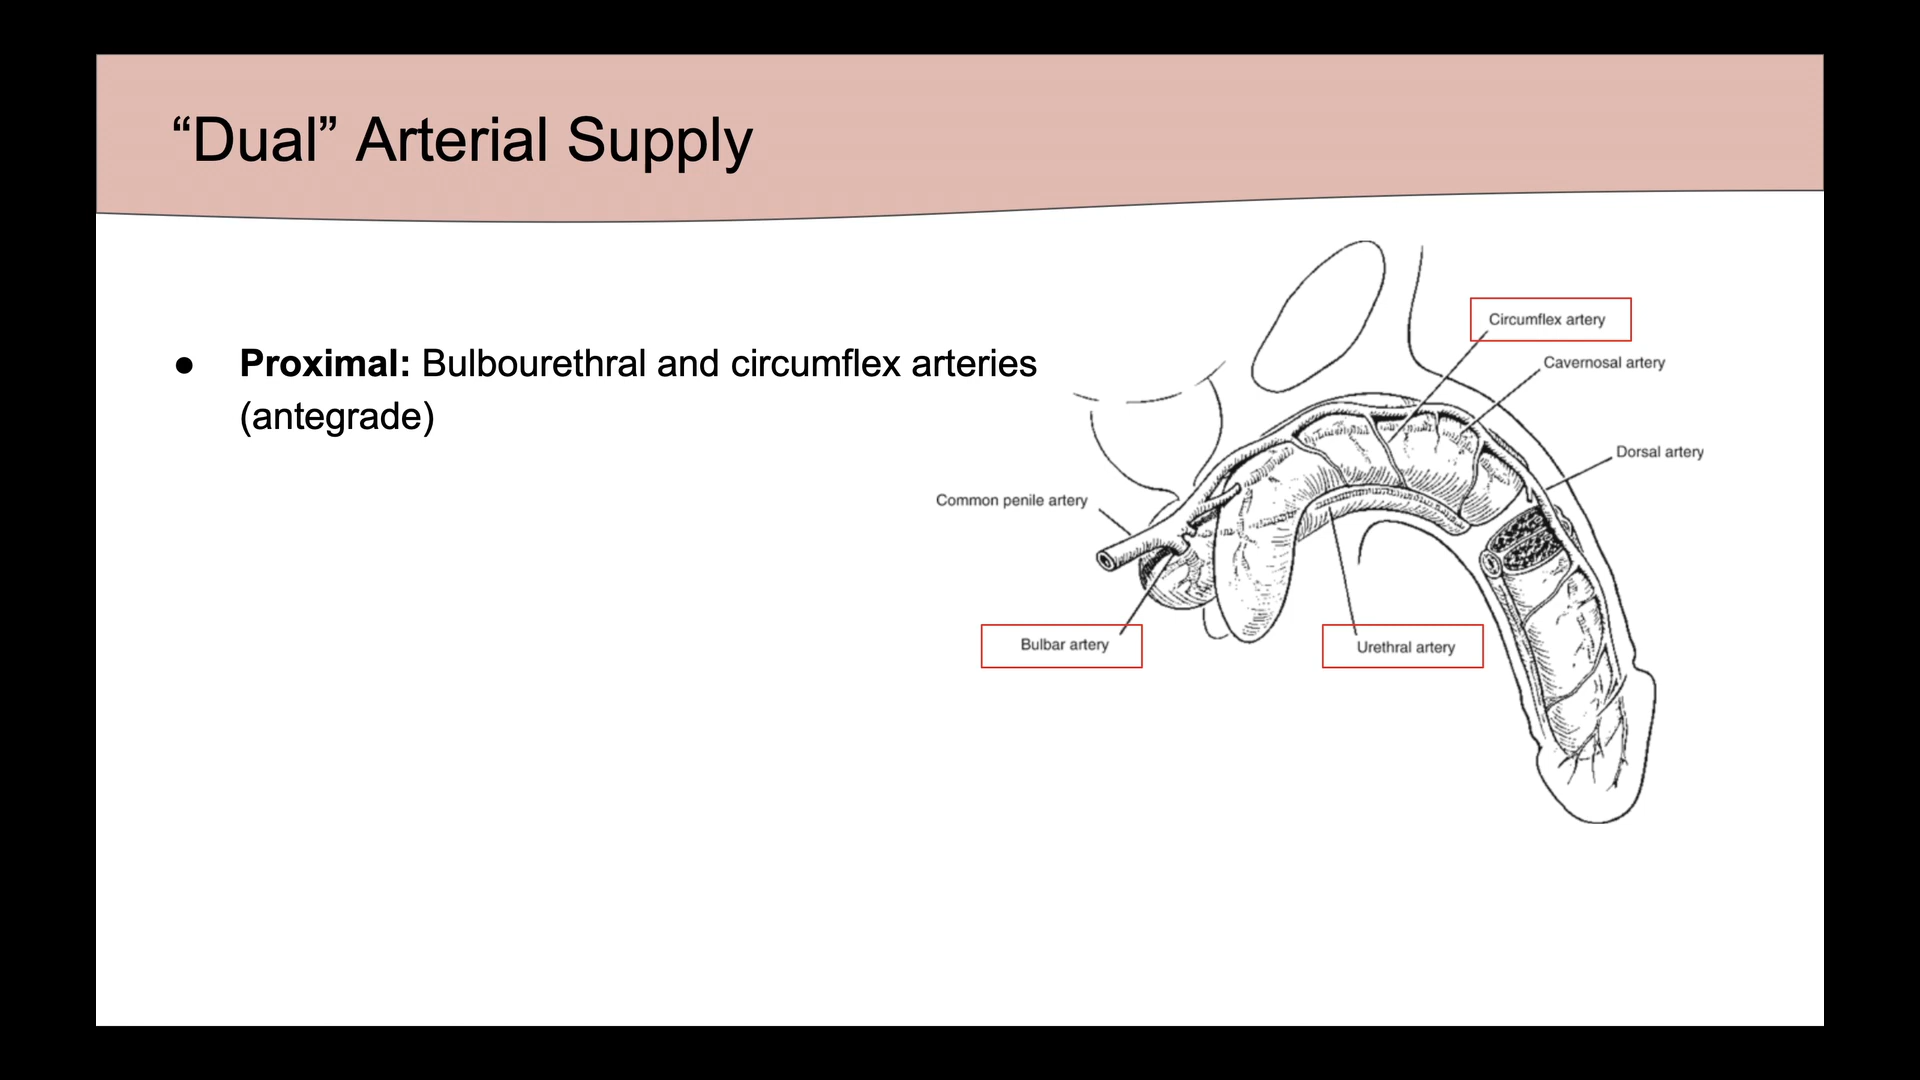 “Dual” Arterial Supply
● Proximal: Bulbourethral and circumflex arteries
(antegrade)
Circumflex artery
Cavernosal artery
Dorsal artery
Common penile artery
Bulbar artery
Urethral artery